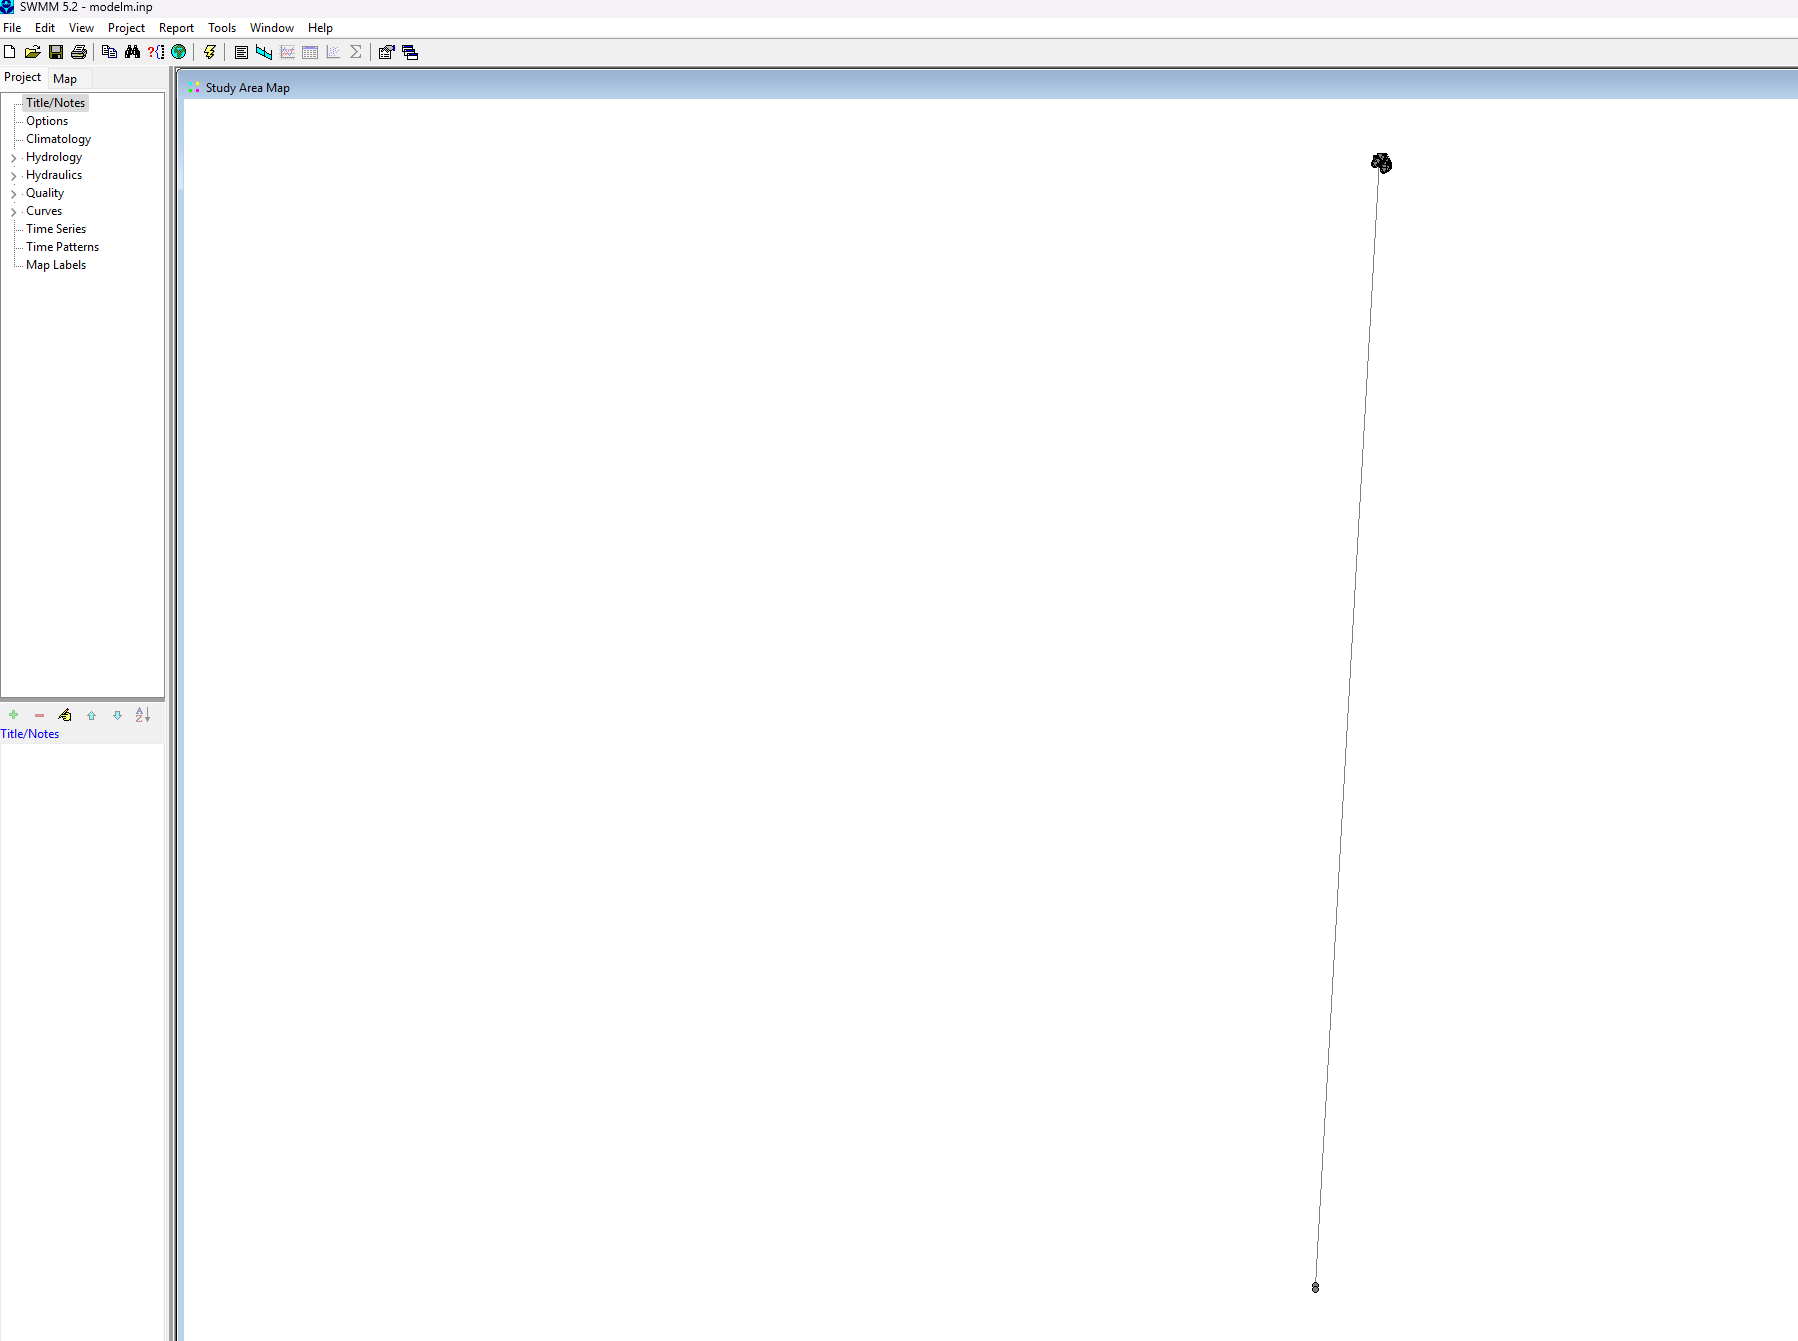 SWMM 5.2 - modelm.inp
File Edit View Project Report Tools Window Help
Project Map
Study Area Map
Title/Notes
Options
Climatology
Hydrology
Hydraulics
Quality
Curves
Time Series
Time Patterns
Map Labels
Title/Notes